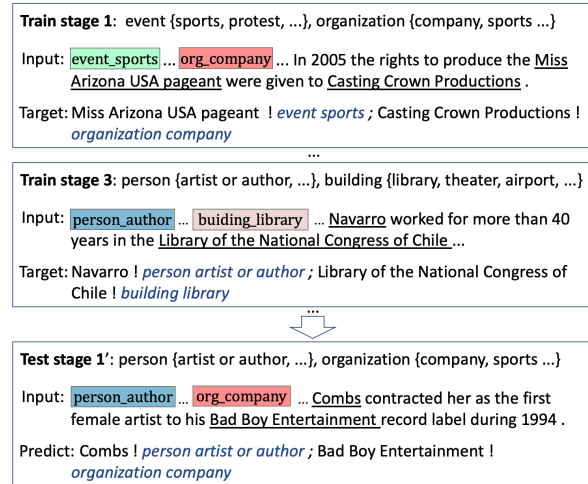 Train stage 1: event {sports, protest, ...}, organization {company, sports ...}
Input: event_sports ... org_company ... In 2005 the rights to produce the Miss
Arizona USA pageant were given to Casting Crown Productions .
Target: Miss Arizona USA pageant ! event sports ; Casting Crown Productions !
organization company
...
Train stage 3: person {artist or author, ...}, building {library, theater, airport, ...}
Input: person_author ... buiding_library ... Navarro worked for more than 40
years in the Library of the National Congress of Chile ...
Target: Navarro ! person artist or author ; Library of the National Congress of
Chile ! building library
...
Test stage 1': person {artist or author, ...}, organization {company, sports ...}
Input: person_author ... org_company ... Combs contracted her as the first
female artist to his Bad Boy Entertainment record label during 1994 .
Predict: Combs ! person artist or author ; Bad Boy Entertainment !
organization company